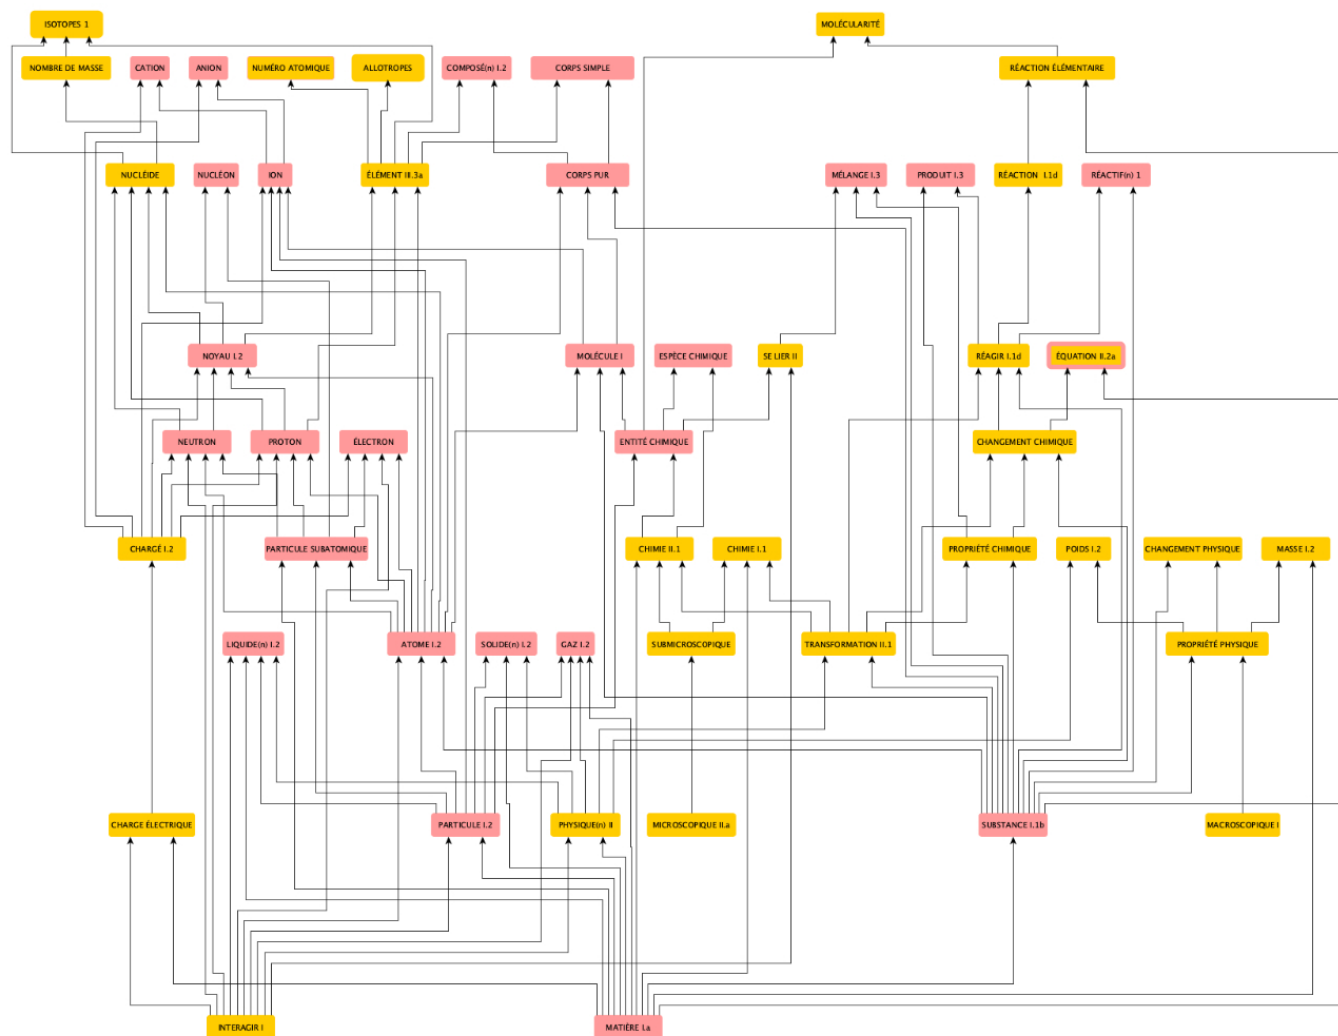 ISOTOPES 1
MOLÉCULARITÉ
NOMBRE DE MASSE
CATION
ANION
NUMÉRO ATOMIQUE
ALLOTROPES
COMPOSÉ(n) I.2
CORPS SIMPLE
RÉACTION ÉLÉMENTAIRE
NUCLÉIDE
NUCLÉON
ION
ÉLÉMENT III.3a
CORPS PUR
MÉLANGE I.3
PRODUIT I.3
RÉACTION I.1d
RÉACTIF(n) 1
NOYAU I.2
MOLÉCULE I
ESPÈCE CHIMIQUE
SE LIER II
RÉAGIR I.1d
ÉQUATION II.2a
NEUTRON
PROTON
ÉLECTRON
ENTITÉ CHIMIQUE
CHANGEMENT CHIMIQUE
CHARGÉ I.2
PARTICULE SUBATOMIQUE
CHIMIE II.1
CHIMIE I.1
PROPRIÉTÉ CHIMIQUE
POIDS I.2
CHANGEMENT PHYSIQUE
MASSE I.2
LIQUIDE(n) I.2
ATOME I.2
SOLIDE(n) I.2
GAZ I.2
SUBMICROSCOPIQUE
TRANSFORMATION II.1
PROPRIÉTÉ PHYSIQUE
CHARGE ÉLECTRIQUE
PARTICULE I.2
PHYSIQUE(n) II
MICROSCOPIQUE II.a
SUBSTANCE I.1b
MACROSCOPIQUE I
INTERAGIR I
MATIÈRE I.a